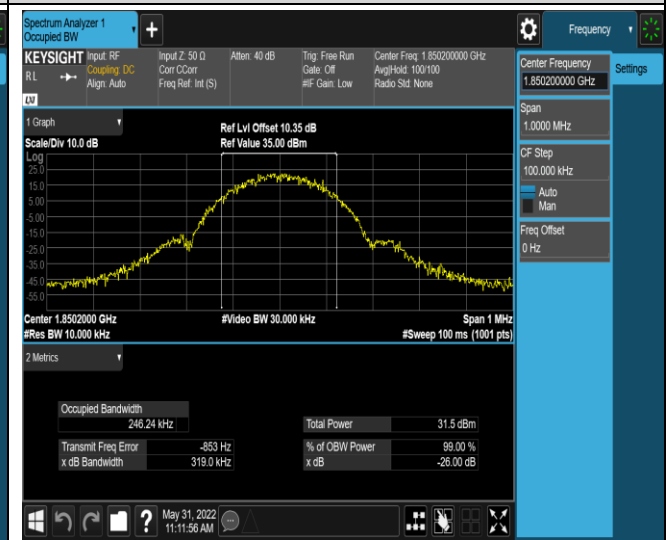 Spectrum Analyzer 1
Occupied BW
+
Frequency
KEYSIGHT
R L
LXI
Input: RF
Coupling: DC
Align: Auto
Input Z: 50 Ω
Corr CCorr
Freq Ref: Int (S)
Atten: 40 dB
Trig: Free Run
Gate: Off
#IF Gain: Low
Center Freq: 1.850200000 GHz
Avg|Hold: 100/100
Radio Std: None
Center Frequency
1.850200000 GHz
Settings
Span
1.0000 MHz
CF Step
100.000 kHz
Auto
Man
Freq Offset
0 Hz
1 Graph
Scale/Div 10.0 dB
Ref Lvl Offset 10.35 dB
Ref Value 35.00 dBm
Log
25.0
15.0
5.00
-5.00
-15.0
-25.0
-35.0
-45.0
-55.0
Center 1.8502000 GHz
#Video BW 30.000 kHz
Span 1 MHz
#Res BW 10.000 kHz
#Sweep 100 ms (1001 pts)
2 Metrics
Occupied Bandwidth
246.24 kHz
Total Power 31.5 dBm
Transmit Freq Error -853 Hz
% of OBW Power 99.00 %
x dB Bandwidth 319.0 kHz
x dB -26.00 dB
?
May 31, 2022
11:11:56 AM